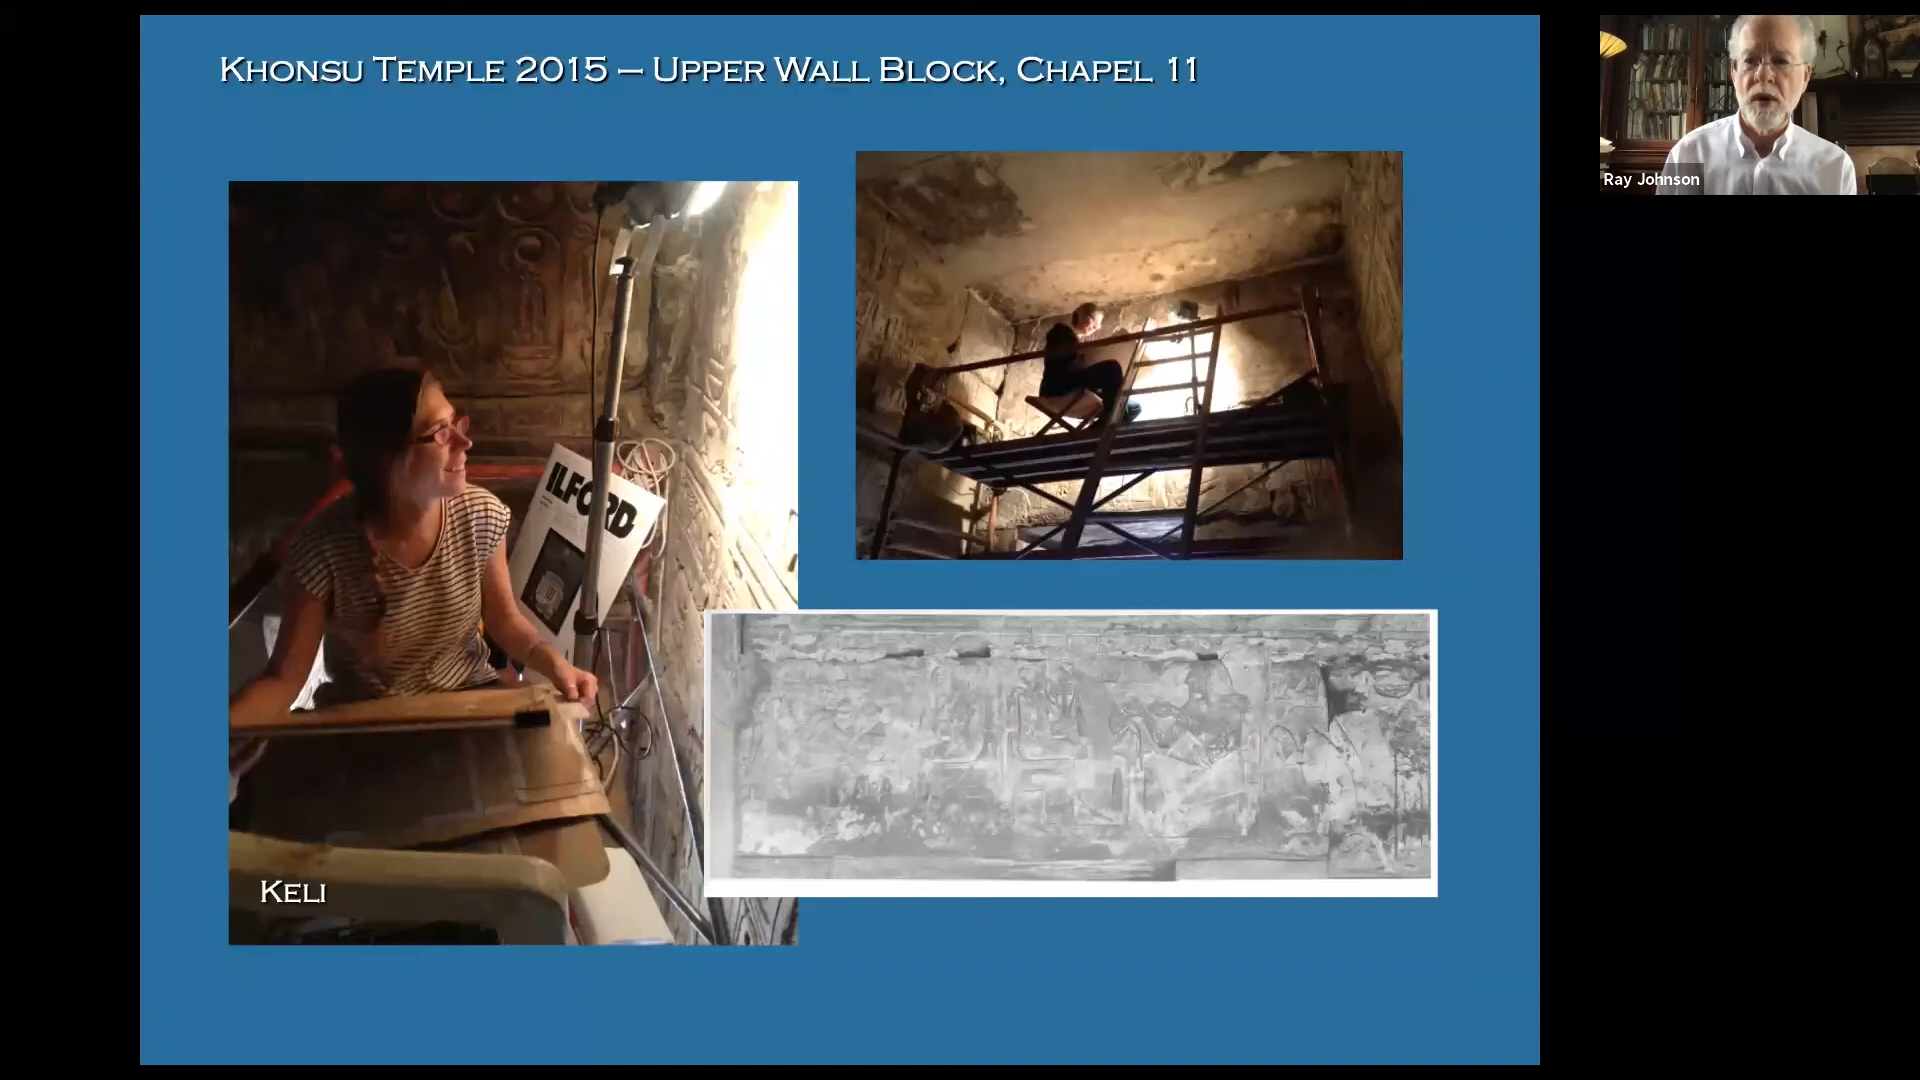 Khonsu Temple 2015 – Upper Wall Block, Chapel 11
Ray Johnson
ILFORD
Keli